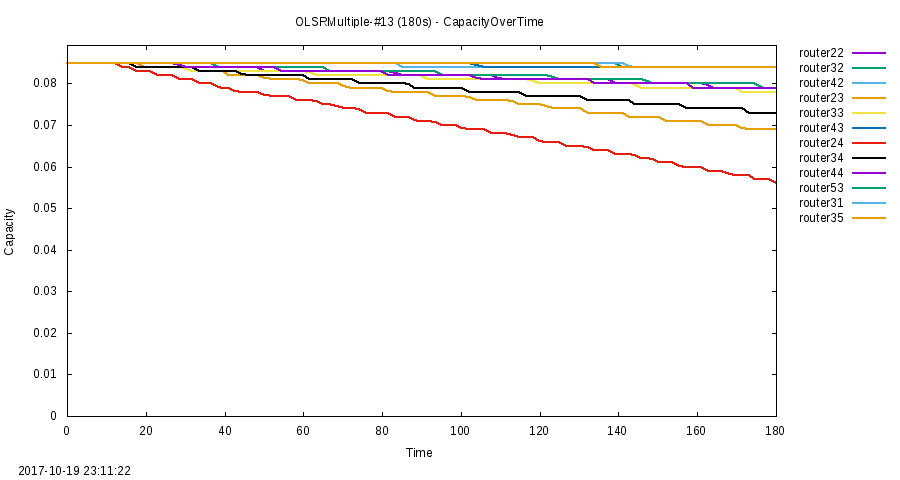 OLSRMultiple-#13 (180s) - CapacityOverTime
router22
router32
router42
router23
router33
router43
router24
router34
router44
router53
router31
router35
0.08
0.07
0.06
0.05
0.04
0.03
0.02
0.01
0
Capacity
0 20 40 60 80 100 120 140 160 180
Time
2017-10-19 23:11:22